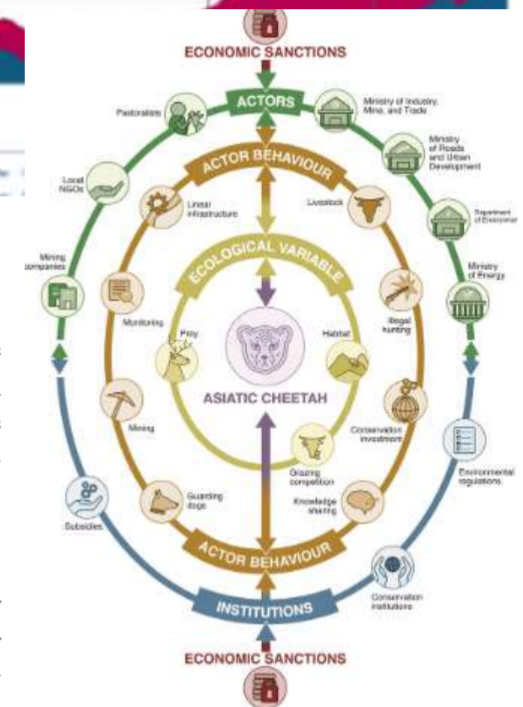 ECONOMIC SANCTIONS
ACTORS
Pastoralists
Ministry of Industry,
Mine, and Trade
Ministry
of Roads
and Urban
Development
Local
NGOs
ACTOR BEHAVIOUR
Linear
infrastructure
Livestock
Department
of Environment
Mining
companies
ECOLOGICAL VARIABLE
Ministry
of Energy
Monitoring
Prey
Habitat
Illegal
hunting
ASIATIC CHEETAH
Mining
Conservation
investment
Grazing
competition
Environmental
regulations
Subsidies
Guarding
dogs
Knowledge
sharing
ACTOR BEHAVIOUR
Conservation
institutions
INSTITUTIONS
ECONOMIC SANCTIONS